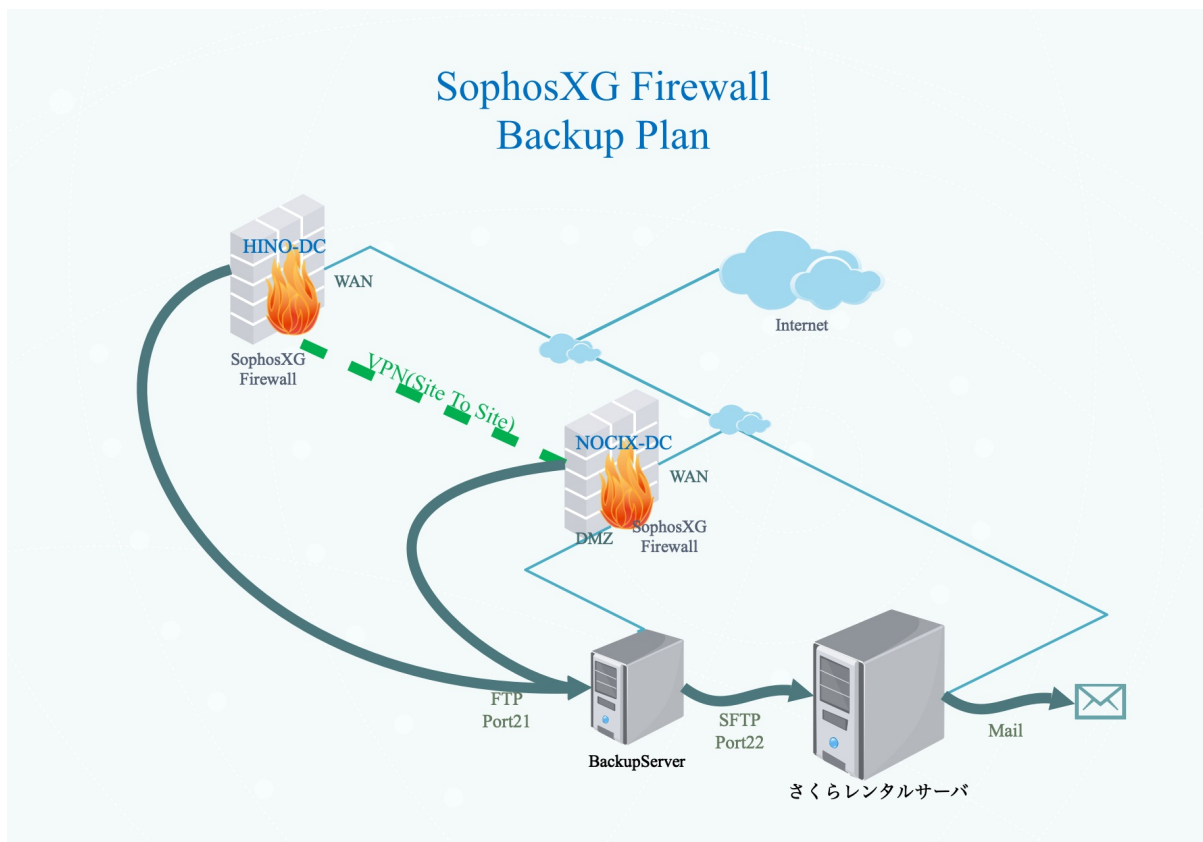 SophosXG Firewall
Backup Plan
HINO-DC
WAN
SophosXG
Firewall
Internet
VPN(Site To Site)
NOCIX-DC
WAN
DMZ
SophosXG
Firewall
FTP
Port21
BackupServer
SFTP
Port22
さくらレンタルサーバ
Mail